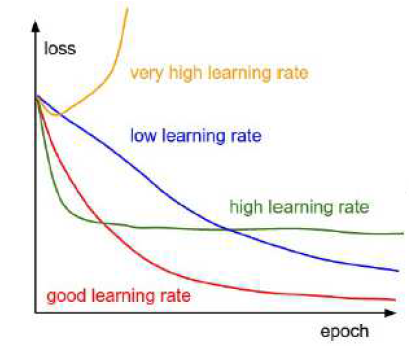 loss
very high learning rate
low learning rate
high learning rate
good learning rate
epoch